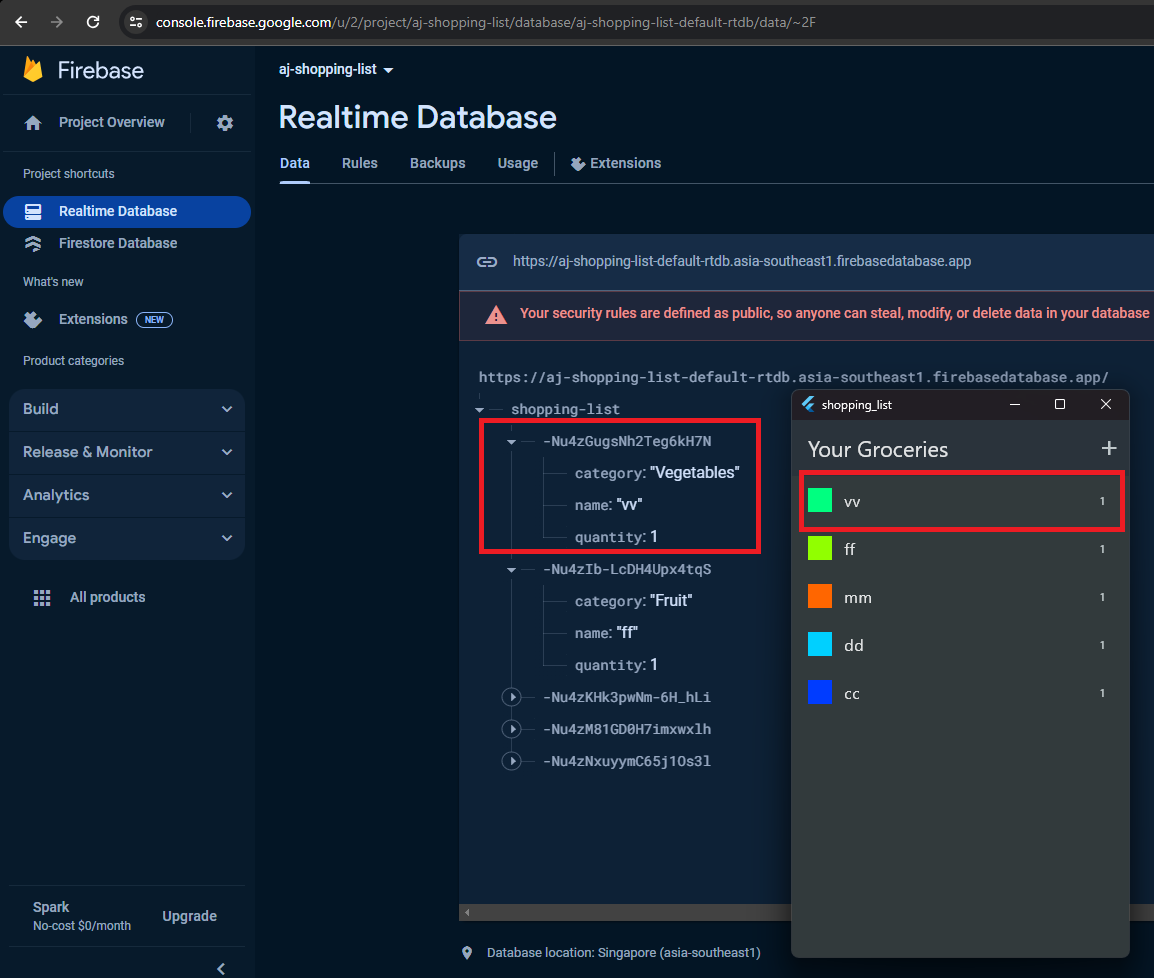 console.firebase.google.com/u/2/project/aj-shopping-list/database/aj-shopping-list-default-rtdb/data/~2F
Firebase
Project Overview
Project shortcuts
Realtime Database
Firestore Database
What's new
Extensions NEW
Product categories
Build
Release & Monitor
Analytics
Engage
All products
Spark
No-cost $0/month
Upgrade
aj-shopping-list
Realtime Database
Data Rules Backups Usage Extensions
https://aj-shopping-list-default-rtdb.asia-southeast1.firebasedatabase.app
Your security rules are defined as public, so anyone can steal, modify, or delete data in your database
https://aj-shopping-list-default-rtdb.asia-southeast1.firebasedatabase.app/
shopping-list
-Nu4zGugsNh2Teg6kH7N
category: "Vegetables"
name: "vv"
quantity: 1
-Nu4zIb-LcDH4Upx4tqS
category: "Fruit"
name: "ff"
quantity: 1
-Nu4zKHk3pwNm-6H_hLi
-Nu4zM81GD0H7imxwxlh
-Nu4zNxuyymC65j1Os3l
Database location: Singapore (asia-southeast1)
shopping_list
Your Groceries
vv 1
ff 1
mm 1
dd 1
cc 1